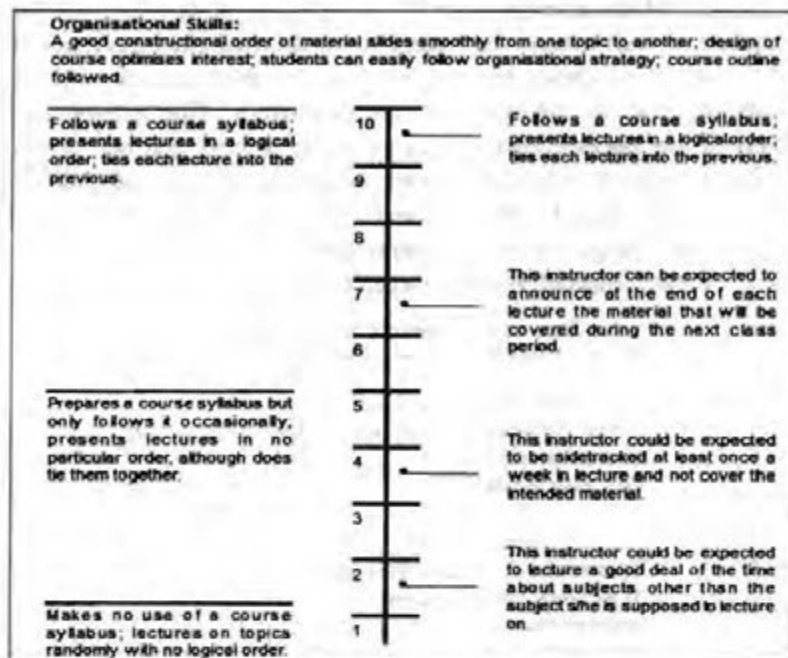 Organisational Skills:
A good constructional order of material slides smoothly from one topic to another; design of
course optimises interest; students can easily follow organisational strategy; course outline
followed.
Follows a course syllabus;
presents lectures in a logical
order; ties each lecture into the
previous.
10
Follows a course syllabus;
presents lectures in a logical order;
ties each lecture into the previous.
9
8
7
This instructor can be expected to
announce at the end of each
lecture the material that will be
covered during the next class
period.
6
5
Prepares a course syllabus but
only follows it occasionally,
presents lectures in no
particular order, although does
tie them together.
4
This instructor could be expected
to be sidetracked at least once a
week in lecture and not cover the
intended material.
3
2
This instructor could be expected
to lecture a good deal of the time
about subjects other than the
subject s/he is supposed to lecture
on.
1
Makes no use of a course
syllabus; lectures on topics
randomly with no logical order.